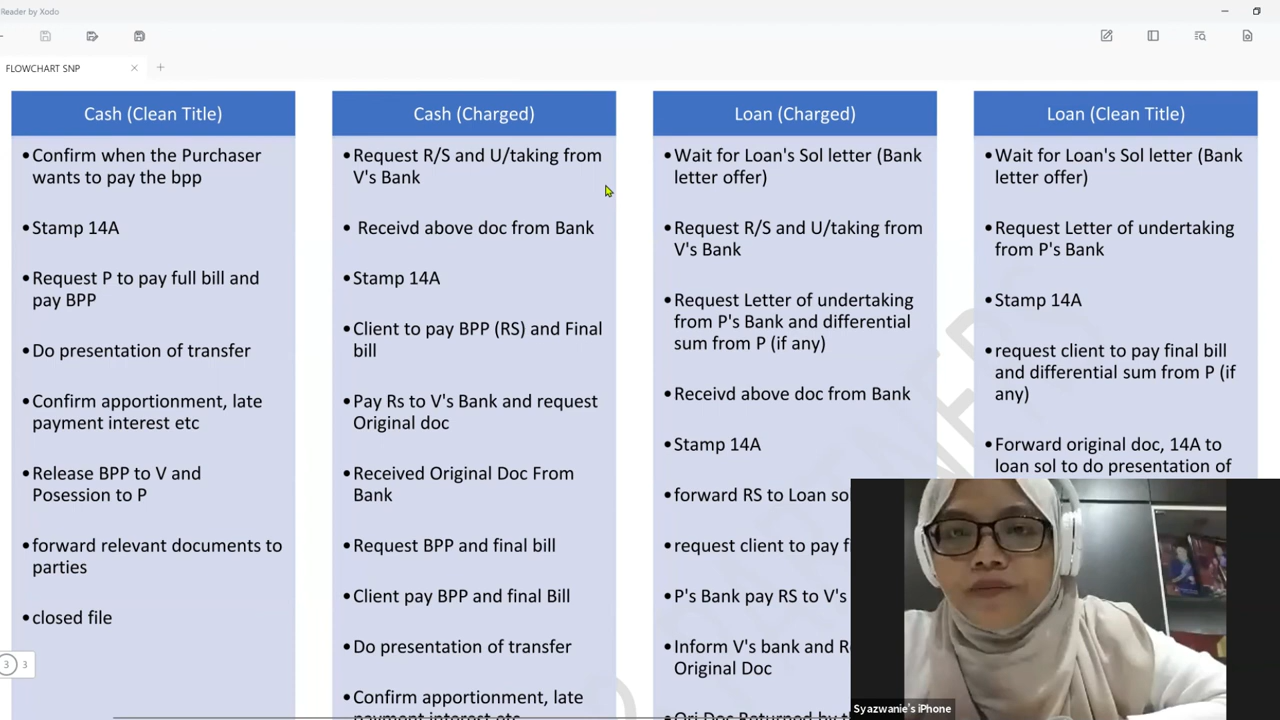 Reader by Xodo
FLOWCHART SNP
Cash (Clean Title)
•Confirm when the Purchaser
wants to pay the bpp
•Stamp 14A
•Request P to pay full bill and
pay BPP
•Do presentation of transfer
•Confirm apportionment, late
payment interest etc
•Release BPP to V and
Posession to P
•forward relevant documents to
parties
•closed file
Cash (Charged)
•Request R/S and U/taking from
V's Bank
• Receivd above doc from Bank
•Stamp 14A
•Client to pay BPP (RS) and Final
bill
•Pay Rs to V's Bank and request
Original doc
•Received Original Doc From
Bank
•Request BPP and final bill
•Client pay BPP and final Bill
•Do presentation of transfer
•Confirm apportionment, late
payment interest etc
Loan (Charged)
•Wait for Loan's Sol letter (Bank
letter offer)
•Request R/S and U/taking from
V's Bank
•Request Letter of undertaking
from P's Bank and differential
sum from P (if any)
•Receivd above doc from Bank
•Stamp 14A
•forward RS to Loan so
•request client to pay f
•P's Bank pay RS to V's
•Inform V's bank and R
Original Doc
•Ori Doc Returned by
Loan (Clean Title)
•Wait for Loan's Sol letter (Bank
letter offer)
•Request Letter of undertaking
from P's Bank
•Stamp 14A
•request client to pay final bill
and differential sum from P (if
any)
•Forward original doc, 14A to
loan sol to do presentation of
3 3
Syazwanie's iPhone